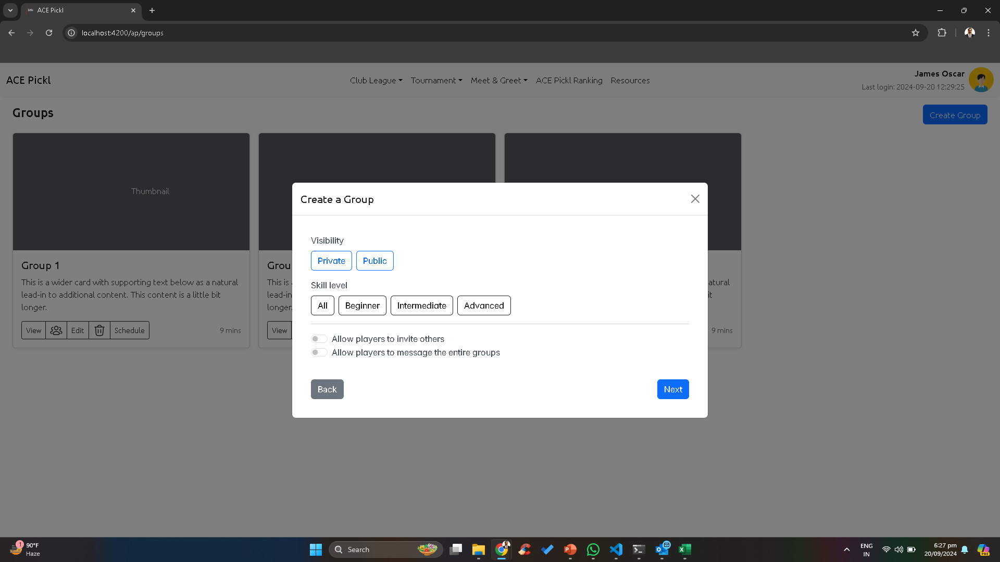 ACE Pickl
localhost:4200/ap/groups
ACE Pickl
Club League
Tournament
Meet & Greet
ACE Pickl Ranking
Resources
James Oscar
Last login: 2024-09-20 12:29:25
Groups
Create Group
Thumbnail
Create a Group
Visibility
Private
Public
Skill level
All
Beginner
Intermediate
Advanced
Allow players to invite others
Allow players to message the entire groups
Back
Next
Group 1
This is a wider card with supporting text below as a natural
lead-in to additional content. This content is a little bit
longer.
View
Edit
Schedule
9 mins
Grou
This is
lead-in
longer.
View
atural
it
9 mins
1
90°F
Haze
Search
ENG
IN
6:27 pm
20/09/2024
PRE